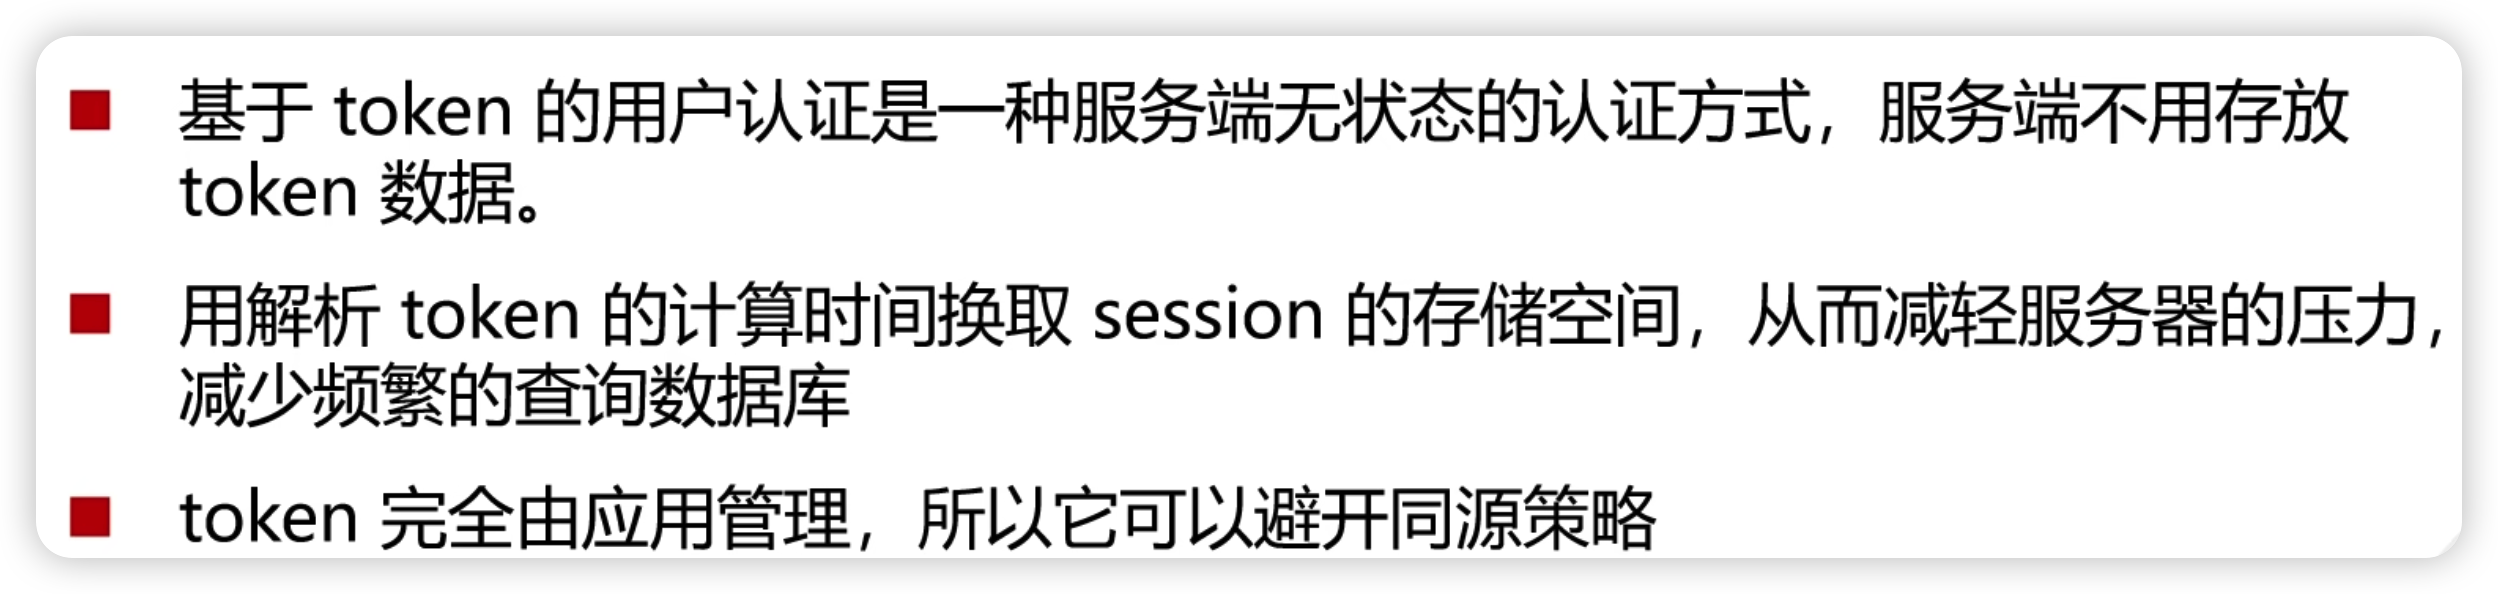 基于 token 的用户认证是一种服务端无状态的认证方式，服务端不用存放
token 数据。
用解析 token 的计算时间换取 session 的存储空间，从而减轻服务器的压力，
减少频繁的查询数据库
token 完全由应用管理，所以它可以避开同源策略